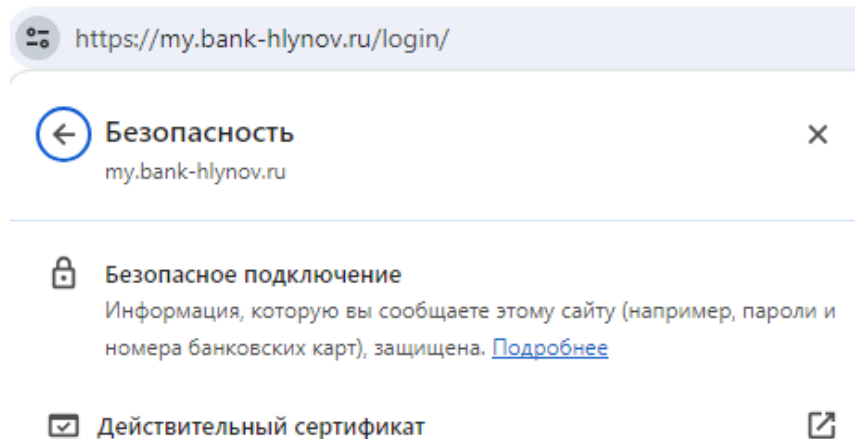 https://my.bank-hlynov.ru/login/
Безопасность
my.bank-hlynov.ru
Безопасное подключение
Информация, которую вы сообщаете этому сайту (например, пароли и
номера банковских карт), защищена. Подробнее
Действительный сертификат